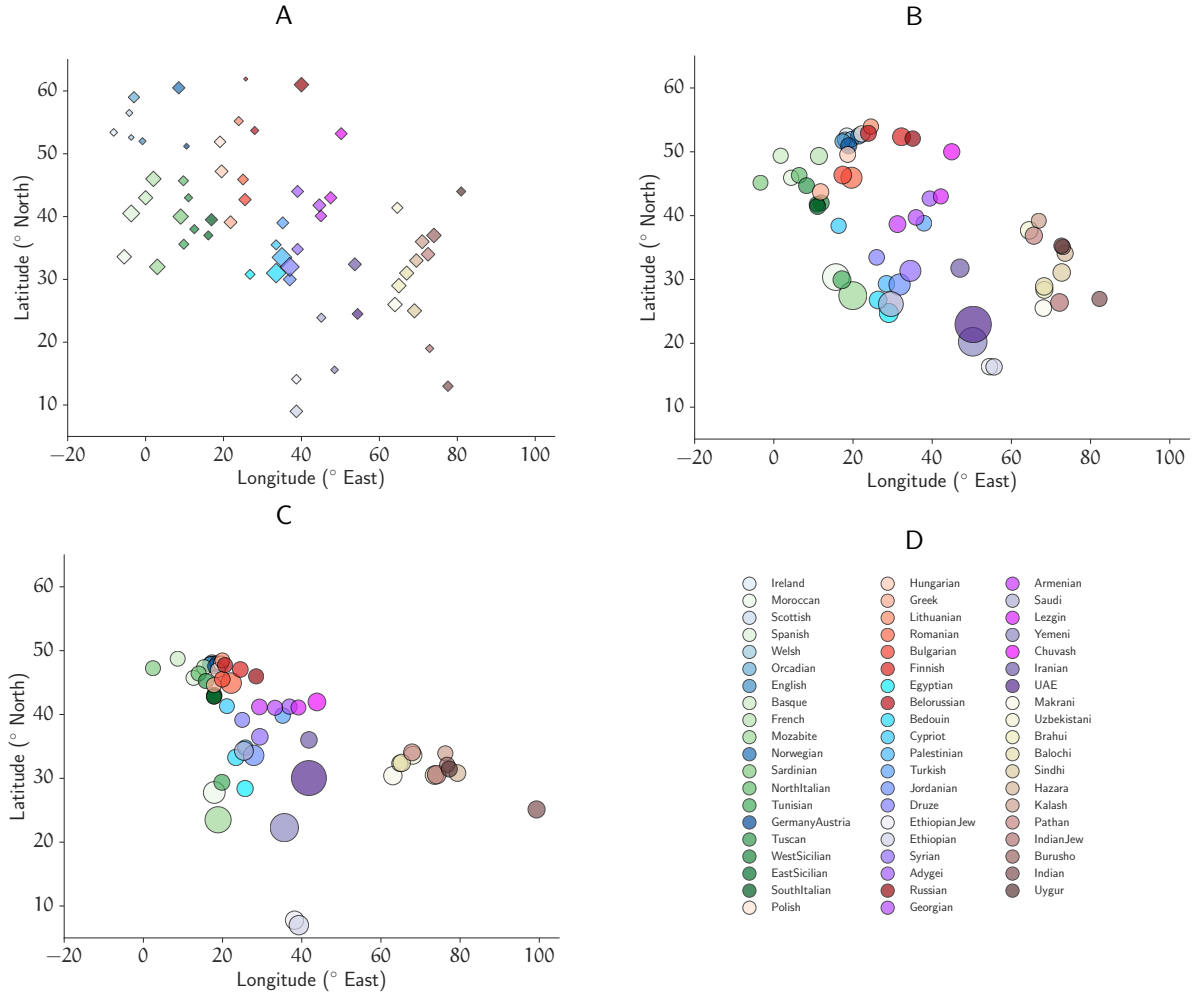 A
60
50
40
30
20
10
−20
0
20
40
60
80
100
Latitude (° North)
Longitude (° East)
B
60
50
40
30
20
10
−20
0
20
40
60
80
100
Latitude (° North)
Longitude (° East)
C
60
50
40
30
20
10
−20
0
20
40
60
80
100
Latitude (° North)
Longitude (° East)
D
Ireland
Moroccan
Scottish
Spanish
Welsh
Orcadian
English
Basque
French
Mozabite
Norwegian
Sardinian
NorthItalian
Tunisian
GermanyAustria
Tuscan
WestSicilian
EastSicilian
SouthItalian
Polish
Hungarian
Greek
Lithuanian
Romanian
Bulgarian
Finnish
Egyptian
Belorussian
Bedouin
Cypriot
Palestinian
Turkish
Jordanian
Druze
EthiopianJew
Ethiopian
Syrian
Adygei
Russian
Georgian
Armenian
Saudi
Lezgin
Yemeni
Chuvash
Iranian
UAE
Makrani
Uzbekistani
Brahui
Balochi
Sindhi
Hazara
Kalash
Pathan
IndianJew
Burusho
Indian
Uygur